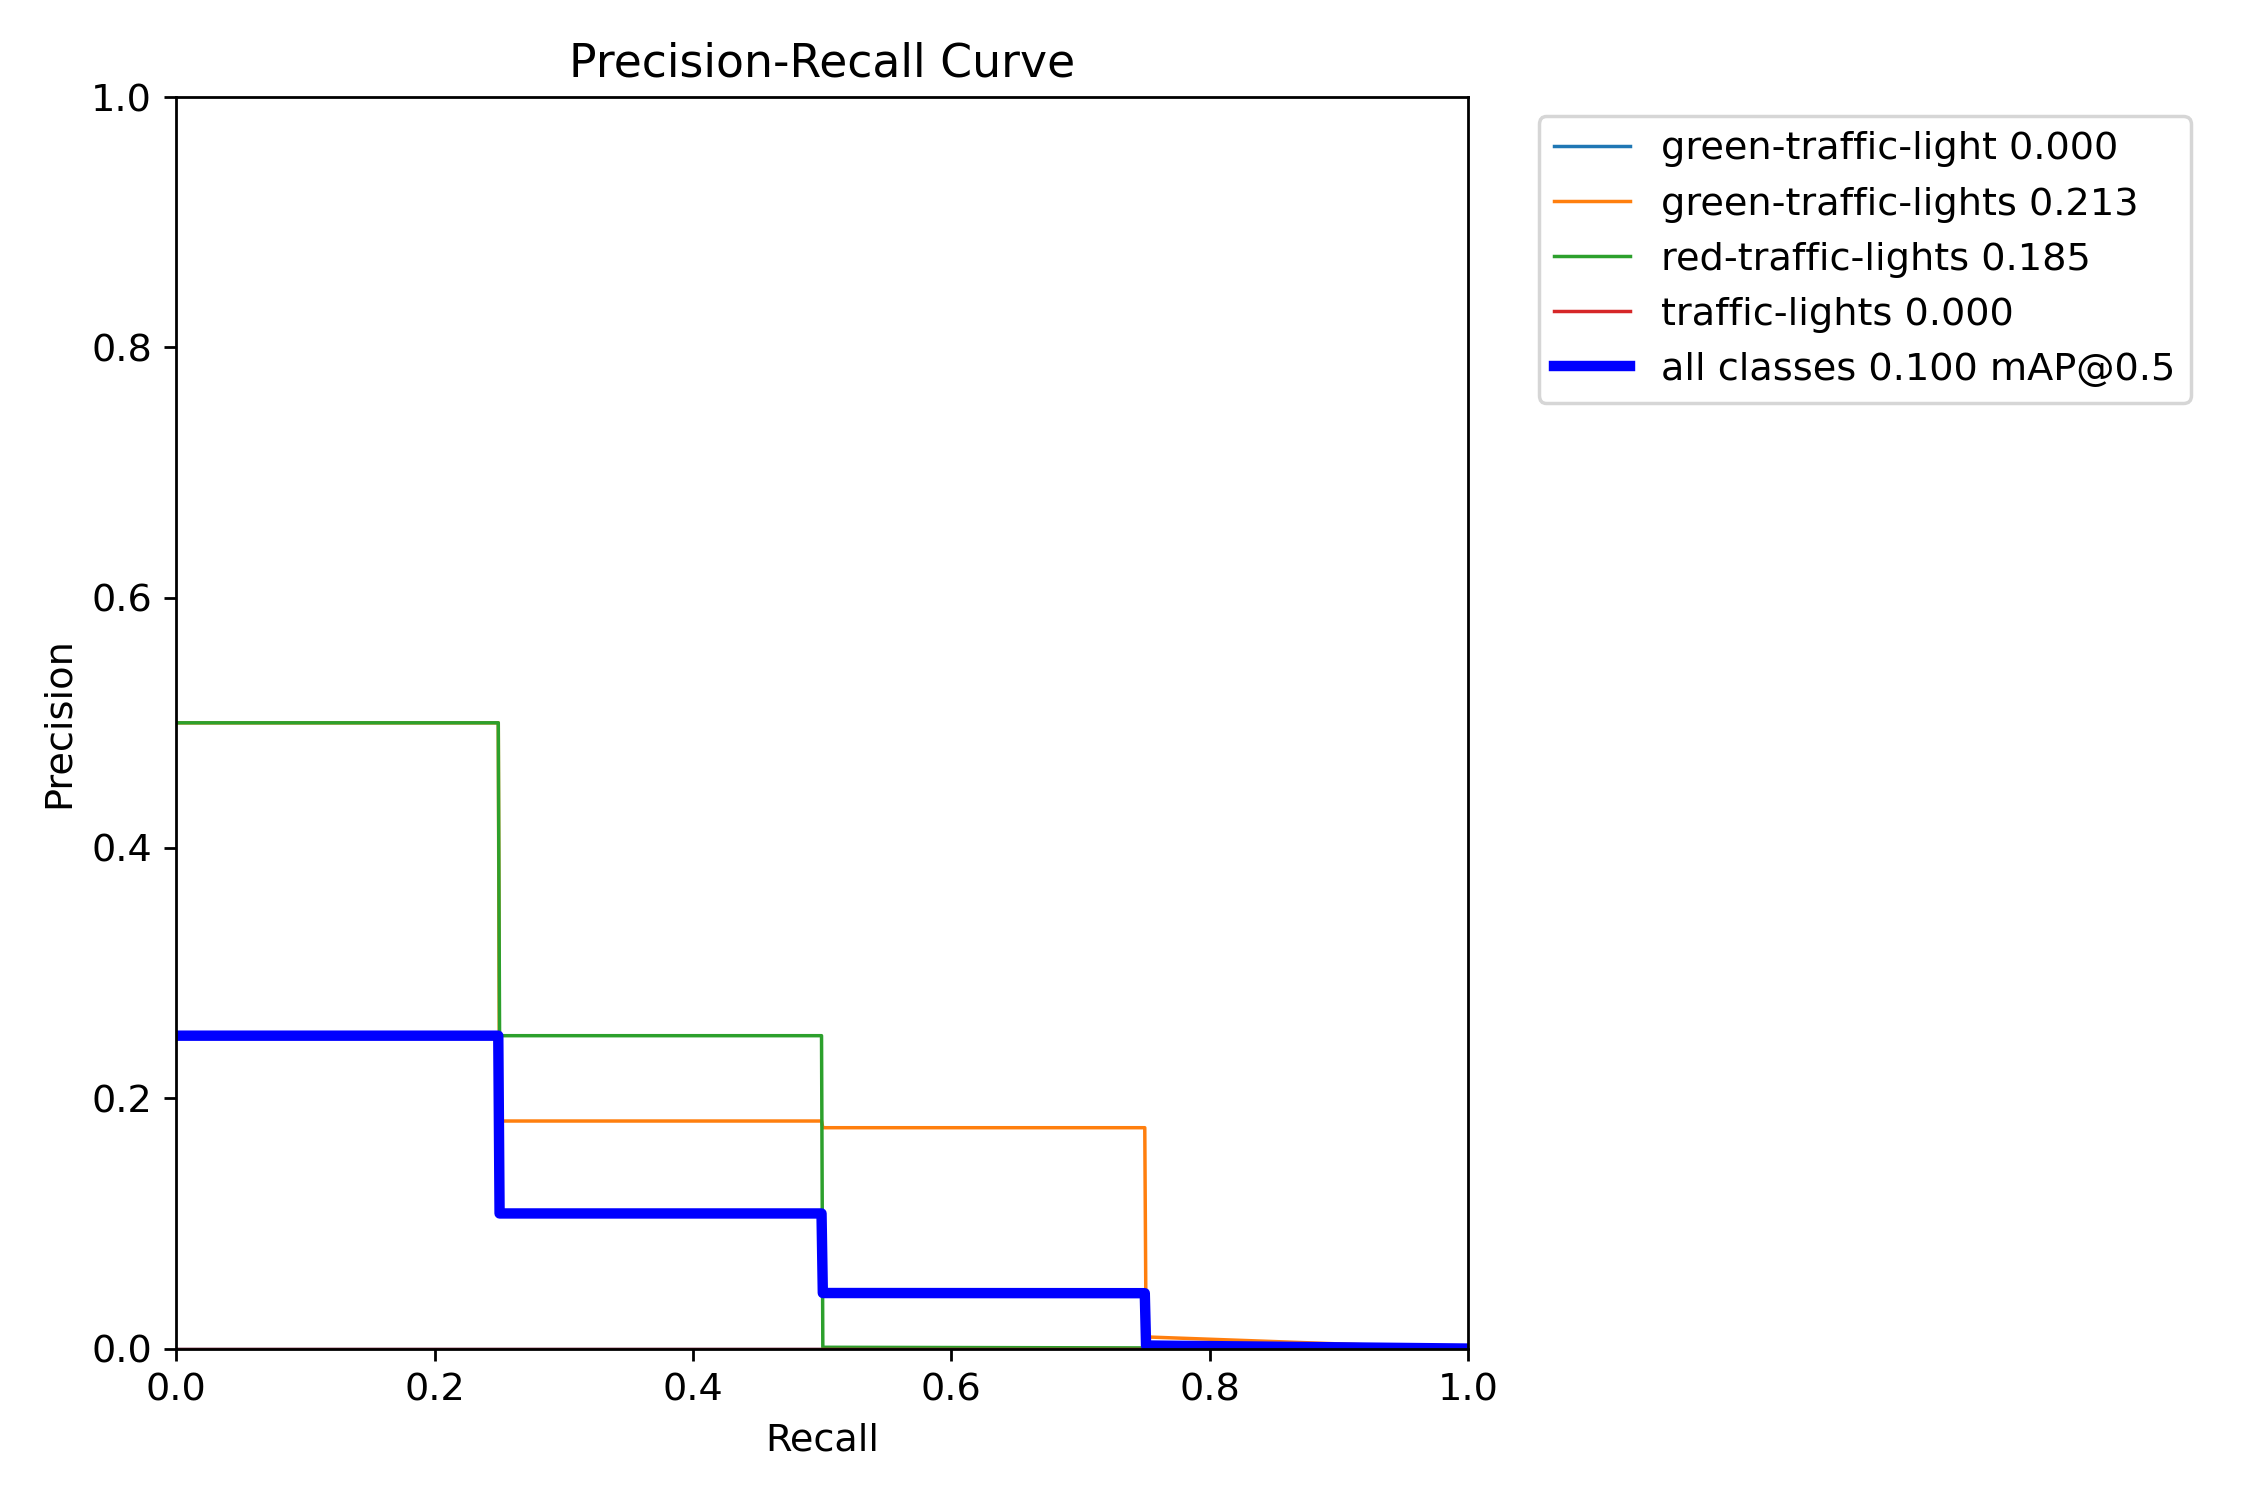 Precision-Recall Curve
1.0
0.8
0.6
0.4
0.2
0.0
Precision
0.0 0.2 0.4 0.6 0.8 1.0
Recall
green-traffic-light 0.000
green-traffic-lights 0.213
red-traffic-lights 0.185
traffic-lights 0.000
all classes 0.100 mAP@0.5